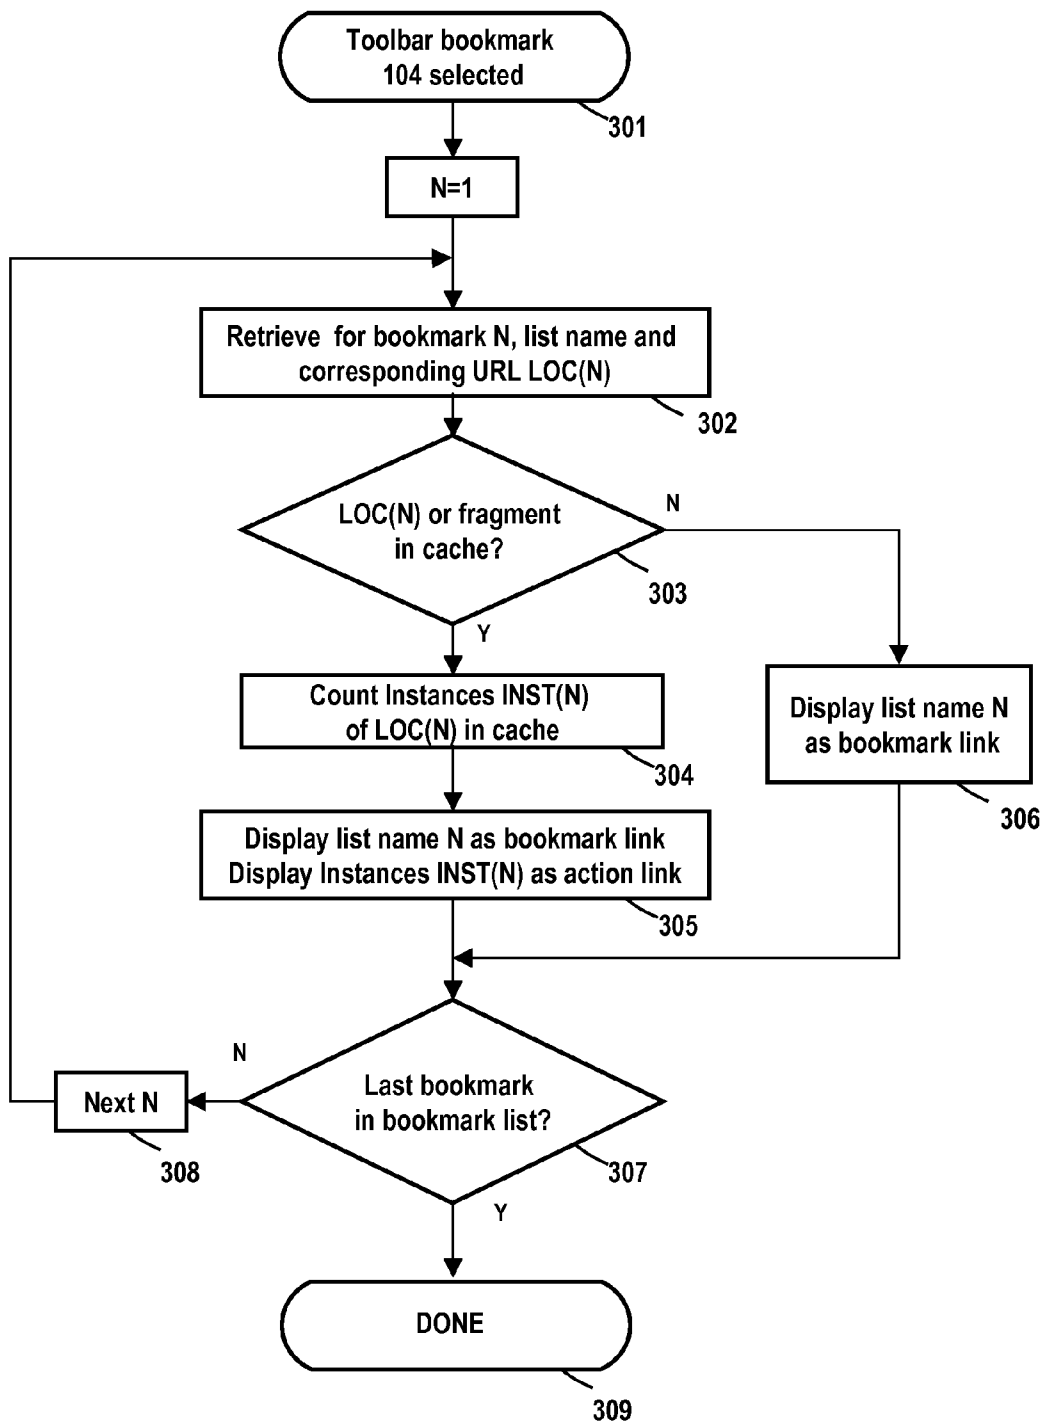 Toolbar bookmark
104 selected
301
N=1
Retrieve for bookmark N, list name and
corresponding URL LOC(N)
302
LOC(N) or fragment
in cache?
N
303
Y
Count Instances INST(N)
of LOC(N) in cache
304
Display list name N
as bookmark link
306
Display list name N as bookmark link
Display Instances INST(N) as action link
305
Last bookmark
in bookmark list?
N
307
Next N
308
Y
DONE
309